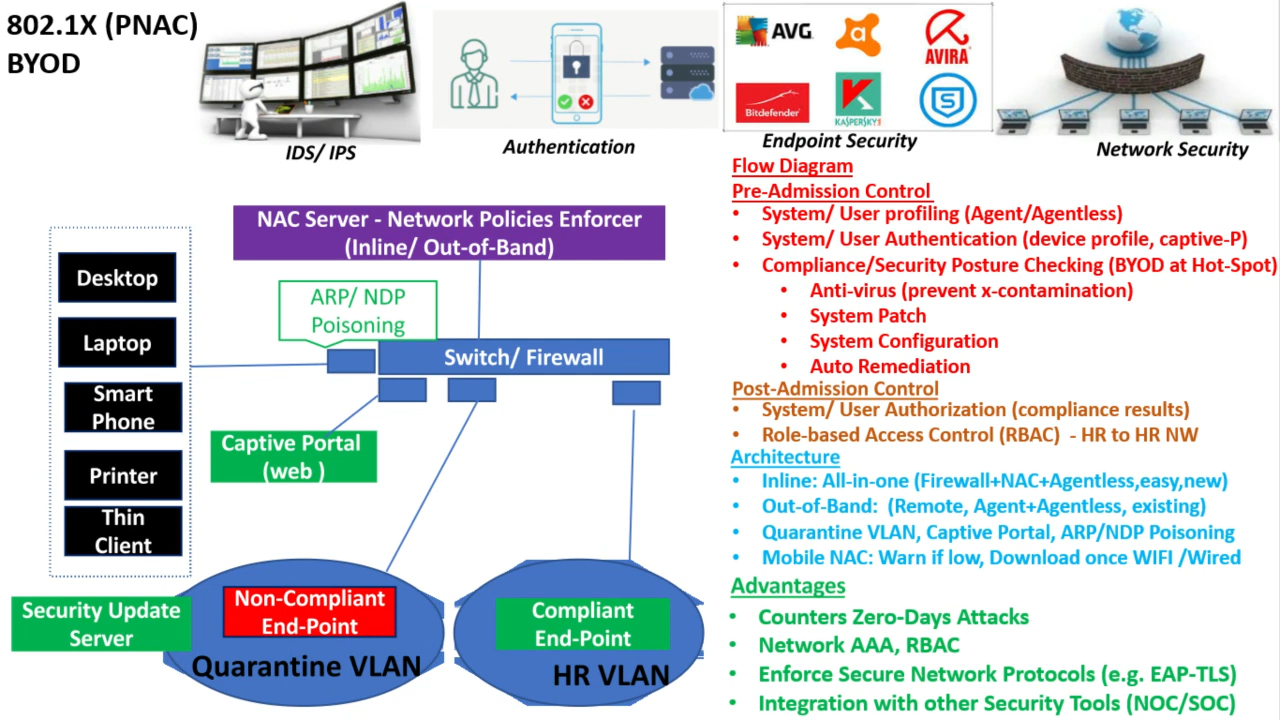 802.1X (PNAC)
BYOD
IDS/ IPS
Authentication
AVG
AVIRA
Bitdefender
KASPERSKY
Endpoint Security
Network Security
NAC Server - Network Policies Enforcer
(Inline/ Out-of-Band)
Desktop
Laptop
Smart
Phone
Printer
Thin
Client
ARP/ NDP
Poisoning
Switch/ Firewall
Captive Portal
(web )
Security Update
Server
Non-Compliant
End-Point
Quarantine VLAN
Compliant
End-Point
HR VLAN
Flow Diagram
Pre-Admission Control
• System/ User profiling (Agent/Agentless)
• System/ User Authentication (device profile, captive-P)
• Compliance/Security Posture Checking (BYOD at Hot-Spot)
• Anti-virus (prevent x-contamination)
• System Patch
• System Configuration
• Auto Remediation
Post-Admission Control
• System/ User Authorization (compliance results)
• Role-based Access Control (RBAC) - HR to HR NW
Architecture
• Inline: All-in-one (Firewall+NAC+Agentless,easy,new)
• Out-of-Band: (Remote, Agent+Agentless, existing)
• Quarantine VLAN, Captive Portal, ARP/NDP Poisoning
• Mobile NAC: Warn if low, Download once WIFI /Wired
Advantages
• Counters Zero-Days Attacks
• Network AAA, RBAC
• Enforce Secure Network Protocols (e.g. EAP-TLS)
• Integration with other Security Tools (NOC/SOC)